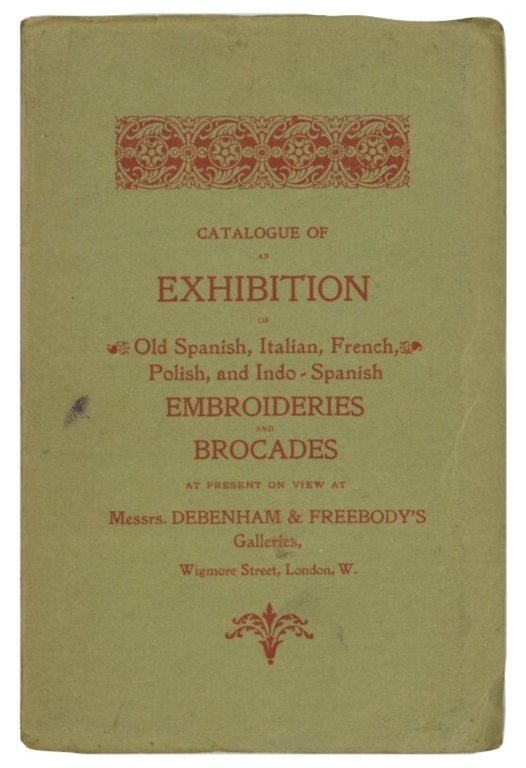 CATALOGUE OF
AN
EXHIBITION
OF
Old Spanish, Italian, French,
Polish, and Indo-Spanish
EMBROIDERIES
AND
BROCADES
AT PRESENT ON VIEW AT
Messrs. DEBENHAM & FREEBODY'S
Galleries,
Wigmore Street, London, W.